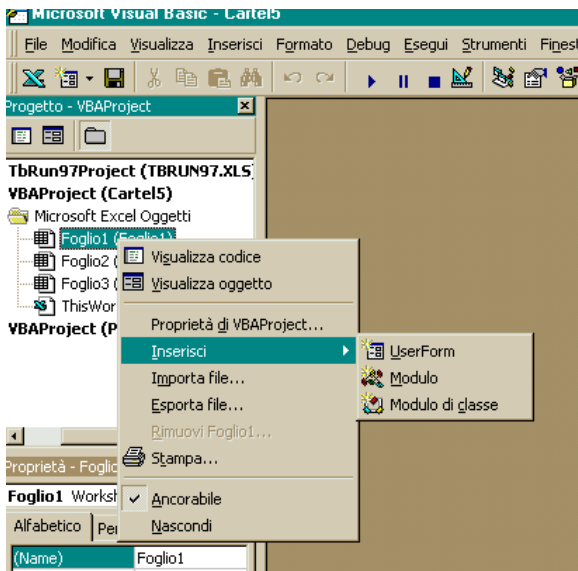 Microsoft Visual Basic - Cartel5
File Modifica Visualizza Inserisci Formato Debug Esegui Strumenti Finest
Progetto - VBAProject
TbRun97Project (TBRUN97.XLS)
VBAProject (Cartel5)
Microsoft Excel Oggetti
Foglio1 (Foglio1)
Foglio2 (
Foglio3 (
ThisWor
VBAProject (P
Visualizza codice
Visualizza oggetto
Proprietà di VBAProject...
Inserisci
Importa file...
Esporta file...
Rimuovi Foglio1...
Stampa...
Ancorabile
Nascondi
UserForm
Modulo
Modulo di classe
Proprietà - Foglio
Foglio1 Worksh
Alfabetico Per
(Name) Foglio1